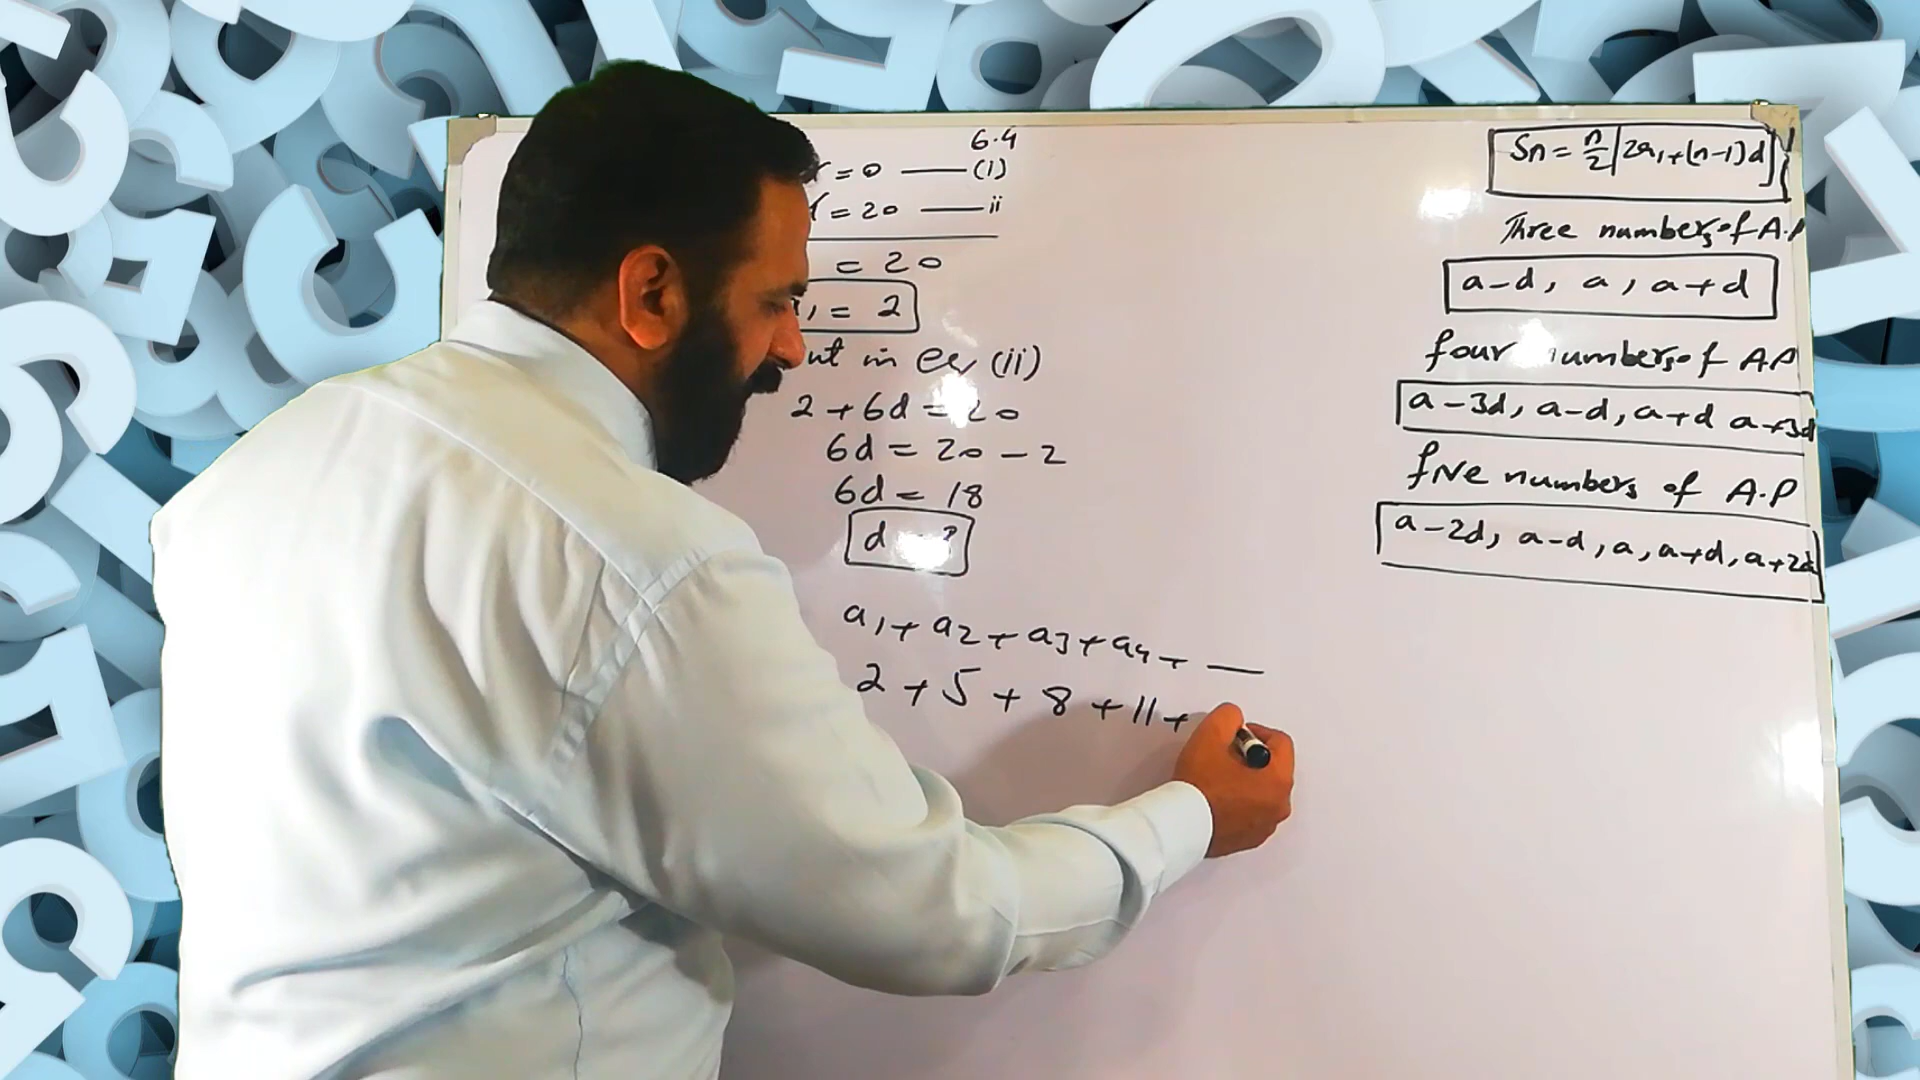 6.4
= 0 —— (i)
= 20 —— ii
= 20
= 2
in eq (ii)
2 + 6d = 20
6d = 20 - 2
6d = 18
d
a1 + a2 + a3 + a4 + —
2 + 5 + 8 + 11 +
Sn = n/2 [2a1 + (n-1)d]
Three numbers of A.P
a-d, a, a+d
four numbers of A.P
a-3d, a-d, a+d a+3d
five numbers of A.P
a-2d, a-d, a, a+d, a+2d